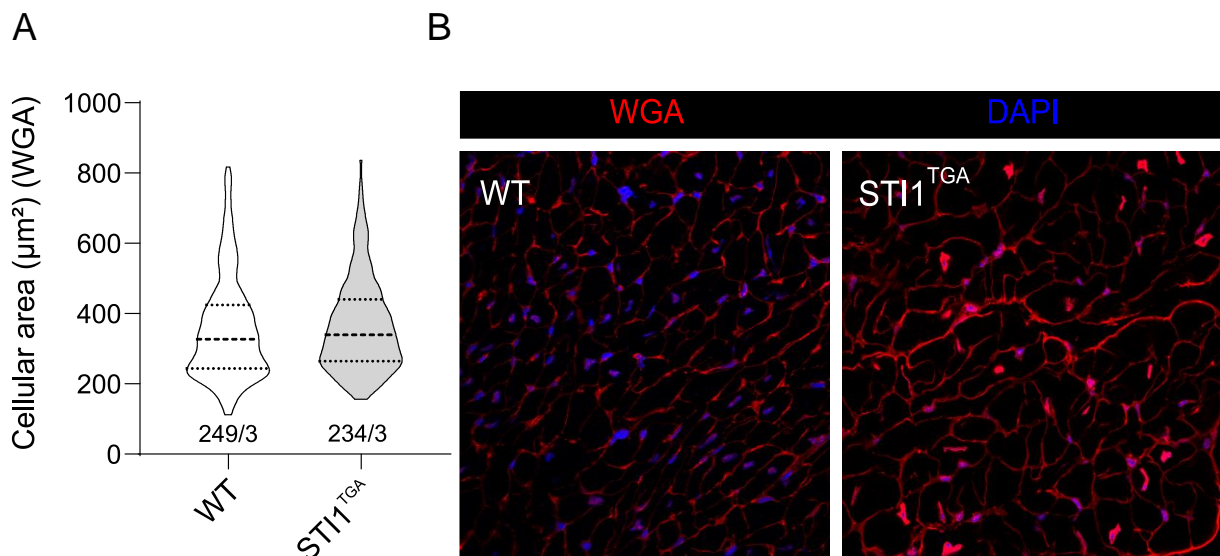 A
B
1000
800
600
400
200
0
Cellular area (µm²) (WGA)
249/3
234/3
WT
STI1TGA
WGA
DAPI
WT
STI1TGA